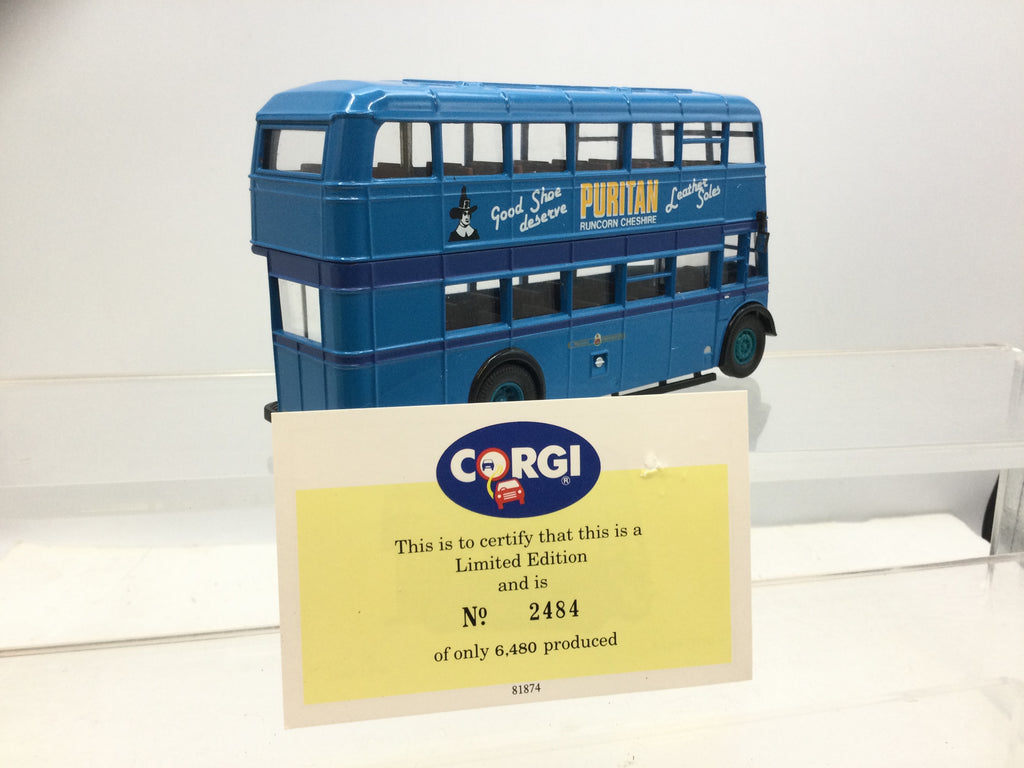 Good Shoe
deserve
PURITAN
RUNCORN CHESHIRE
Leather
Soles
CORGI
®
This is to certify that this is a
Limited Edition
and is
Nº 2484
of only 6,480 produced
81874